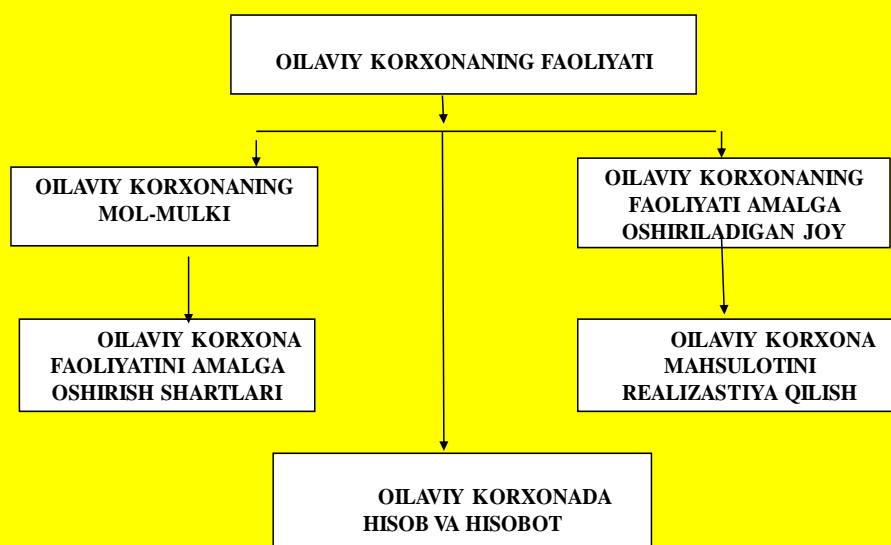 OILAVIY KORXONANING FAOLIYATI
OILAVIY KORXONANING
MOL-MULKI
OILAVIY KORXONANING
FAOLIYATI AMALGA
OSHIRILADIGAN JOY
OILAVIY KORXONA
FAOLIYATINI AMALGA
OSHIRISH SHARTLARI
OILAVIY KORXONA
MAHSULOTINI
REALIZASTIYA QILISH
OILAVIY KORXONADA
HISOB VA HISOBOT